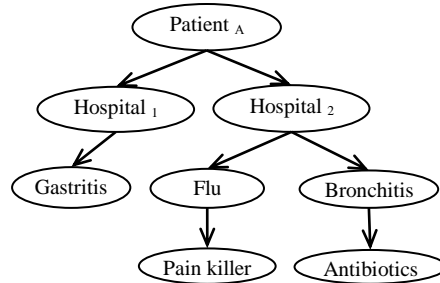 Patient A
Hospital 1
Hospital 2
Gastritis
Flu
Bronchitis
Pain killer
Antibiotics